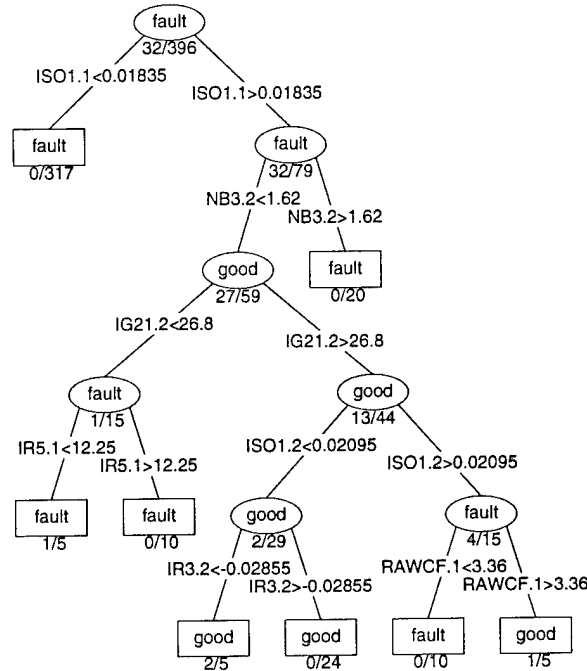 fault
32/396
ISO1.1<0.01835
ISO1.1>0.01835
fault
0/317
fault
32/79
NB3.2<1.62
NB3.2>1.62
good
27/59
fault
0/20
IG21.2<26.8
IG21.2>26.8
fault
1/15
good
13/44
IR5.1<12.25
IR5.1>12.25
ISO1.2<0.02095
ISO1.2>0.02095
fault
1/5
fault
0/10
good
2/29
fault
4/15
IR3.2<-0.02855
IR3.2>-0.02855
RAWCF.1<3.36
RAWCF.1>3.36
good
2/5
good
0/24
fault
0/10
good
1/5